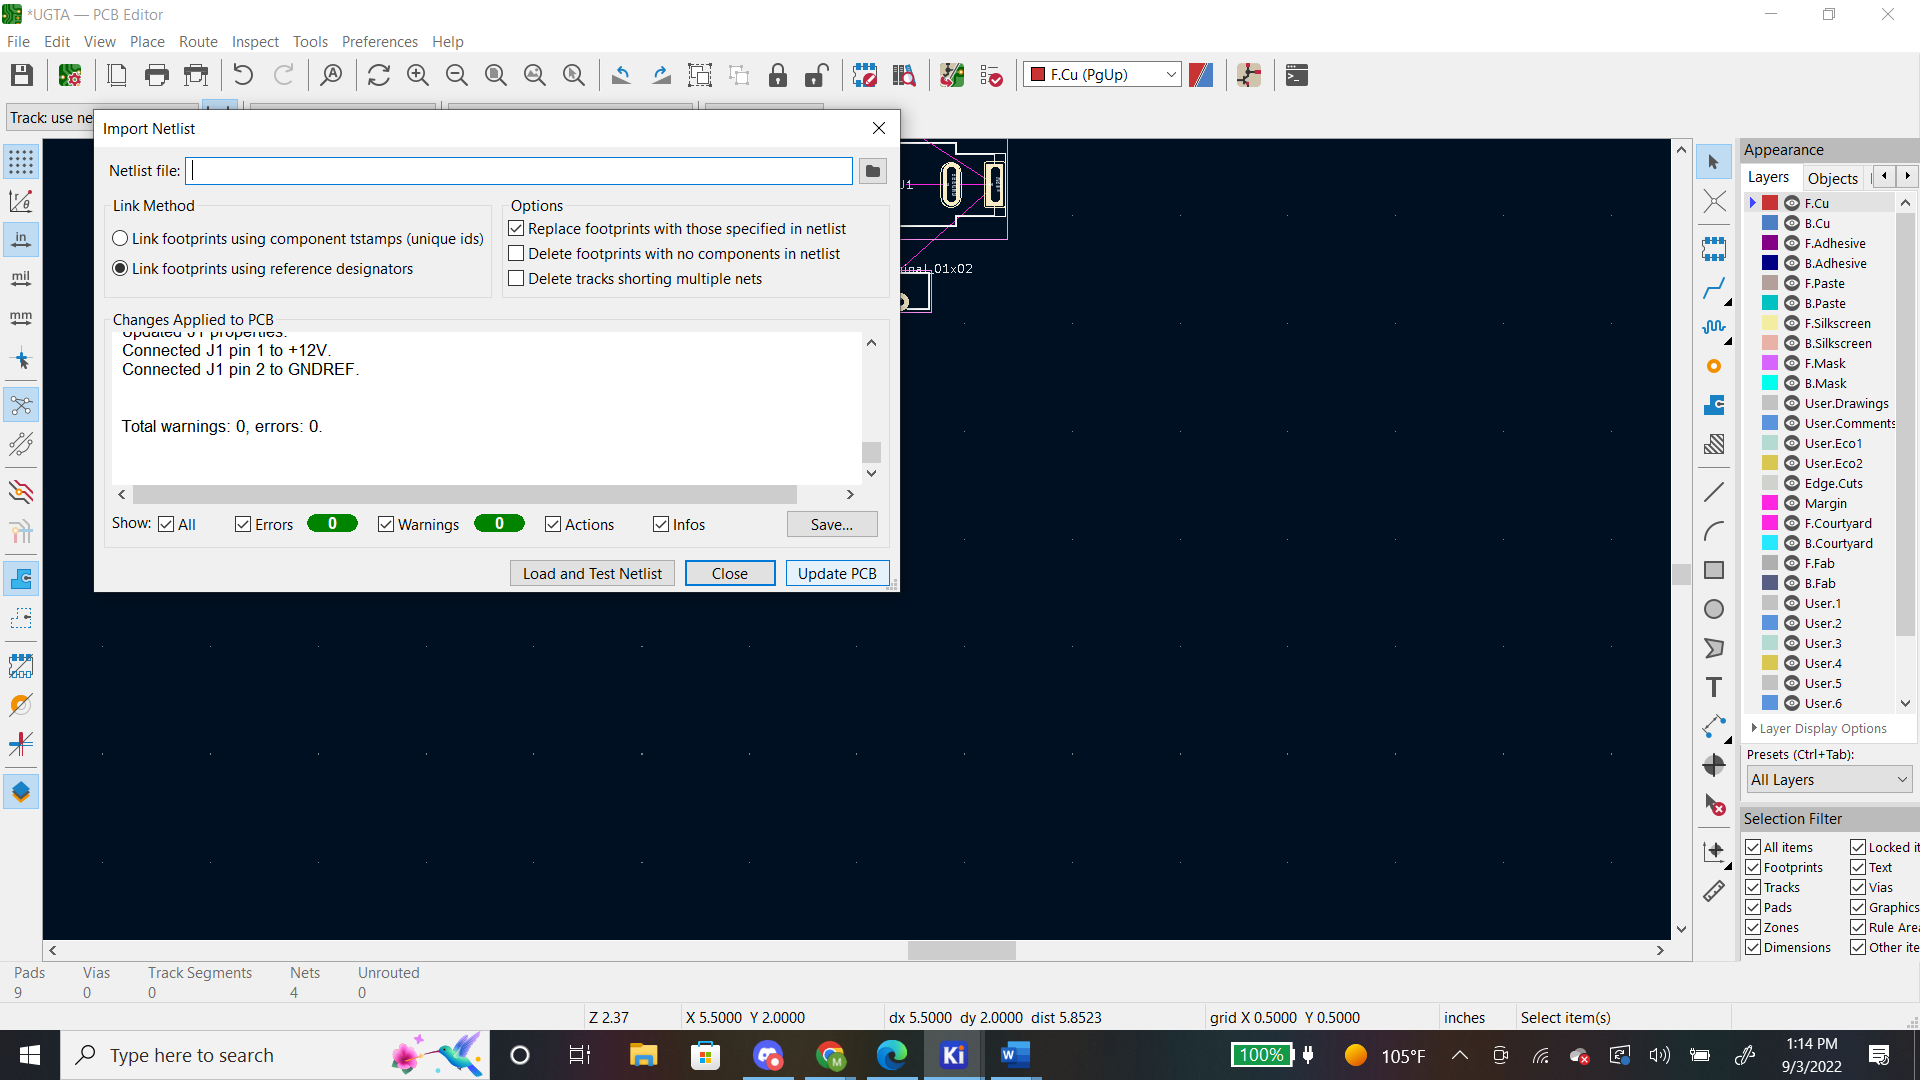 *UGTA — PCB Editor
File Edit View Place Route Inspect Tools Preferences Help
F.Cu (PgUp)
Track: use ne
Import Netlist
Netlist file:
Link Method
Link footprints using component tstamps (unique ids)
Link footprints using reference designators
Options
Replace footprints with those specified in netlist
Delete footprints with no components in netlist
Delete tracks shorting multiple nets
Changes Applied to PCB
Updated J1 properties.
Connected J1 pin 1 to +12V.
Connected J1 pin 2 to GNDREF.
Total warnings: 0, errors: 0.
Show: All Errors 0 Warnings 0 Actions Infos Save...
Load and Test Netlist Close Update PCB
J1
inal_01x02
in
mil
mm
Appearance
Layers Objects
F.Cu
B.Cu
F.Adhesive
B.Adhesive
F.Paste
B.Paste
F.Silkscreen
B.Silkscreen
F.Mask
B.Mask
User.Drawings
User.Comments
User.Eco1
User.Eco2
Edge.Cuts
Margin
F.Courtyard
B.Courtyard
F.Fab
B.Fab
User.1
User.2
User.3
User.4
User.5
User.6
Layer Display Options
Presets (Ctrl+Tab):
All Layers
Selection Filter
All items Locked it
Footprints Text
Tracks Vias
Pads Graphics
Zones Rule Area
Dimensions Other ite
Pads Vias Track Segments Nets Unrouted
9 0 0 4 0
Z 2.37 X 5.5000 Y 2.0000 dx 5.5000 dy 2.0000 dist 5.8523 grid X 0.5000 Y 0.5000 inches Select item(s)
Type here to search
Ki
100%
105°F
1:14 PM
9/3/2022